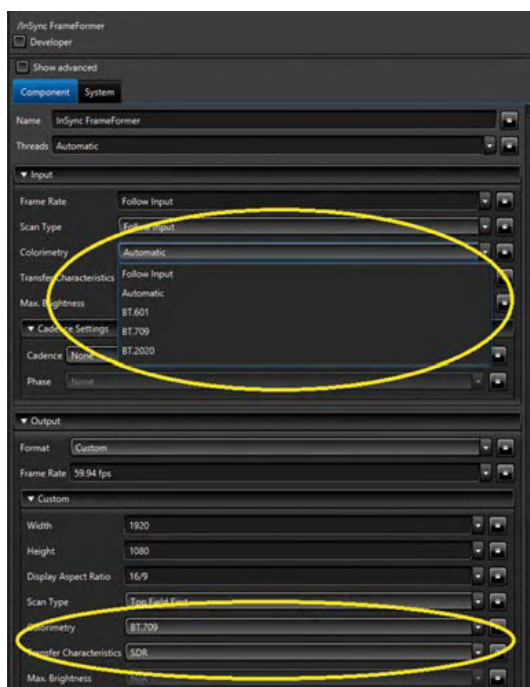 /InSync FrameFormer
Developer
Show advanced
Component System
Name InSync FrameFormer
Threads Automatic
Input
Frame Rate Follow Input
Scan Type Follow Input
Colorimetry Automatic
Transfer Characteristics Follow Input
Automatic
Max. Brightness
BT.601
Cadence Settings BT.709
Cadence None BT.2020
Phase None
Output
Format Custom
Frame Rate 59.94 fps
Custom
Width 1920
Height 1080
Display Aspect Ratio 16/9
Scan Type Top Field First
Colorimetry BT.709
Transfer Characteristics SDR
Max. Brightness N/A